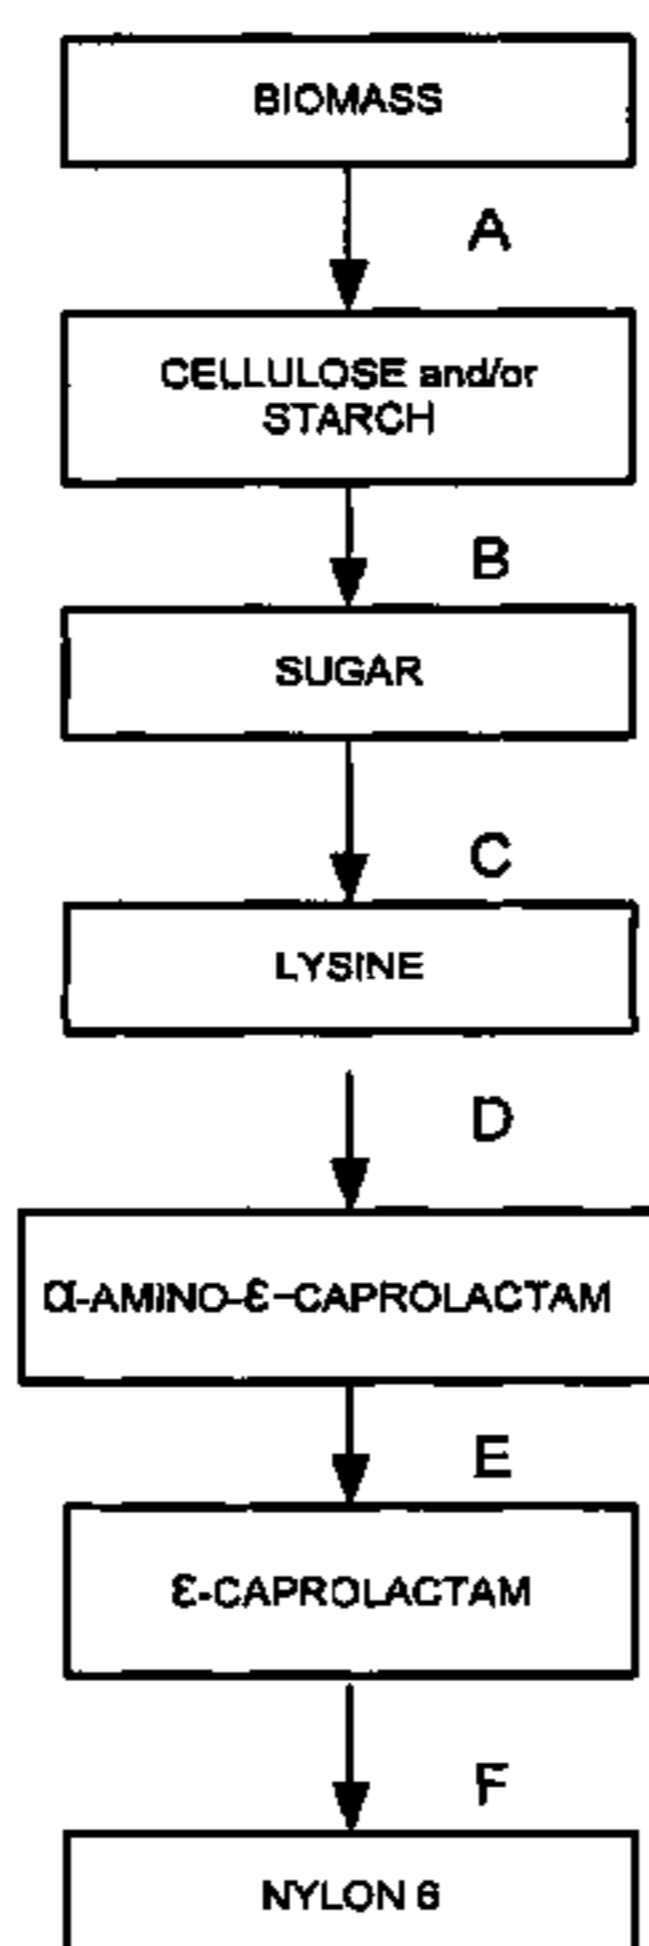 BIOMASS
A
CELLULOSE and/or
STARCH
B
SUGAR
C
LYSINE
D
α-AMINO-ε-CAPROLACTAM
E
ε-CAPROLACTAM
F
NYLON 6